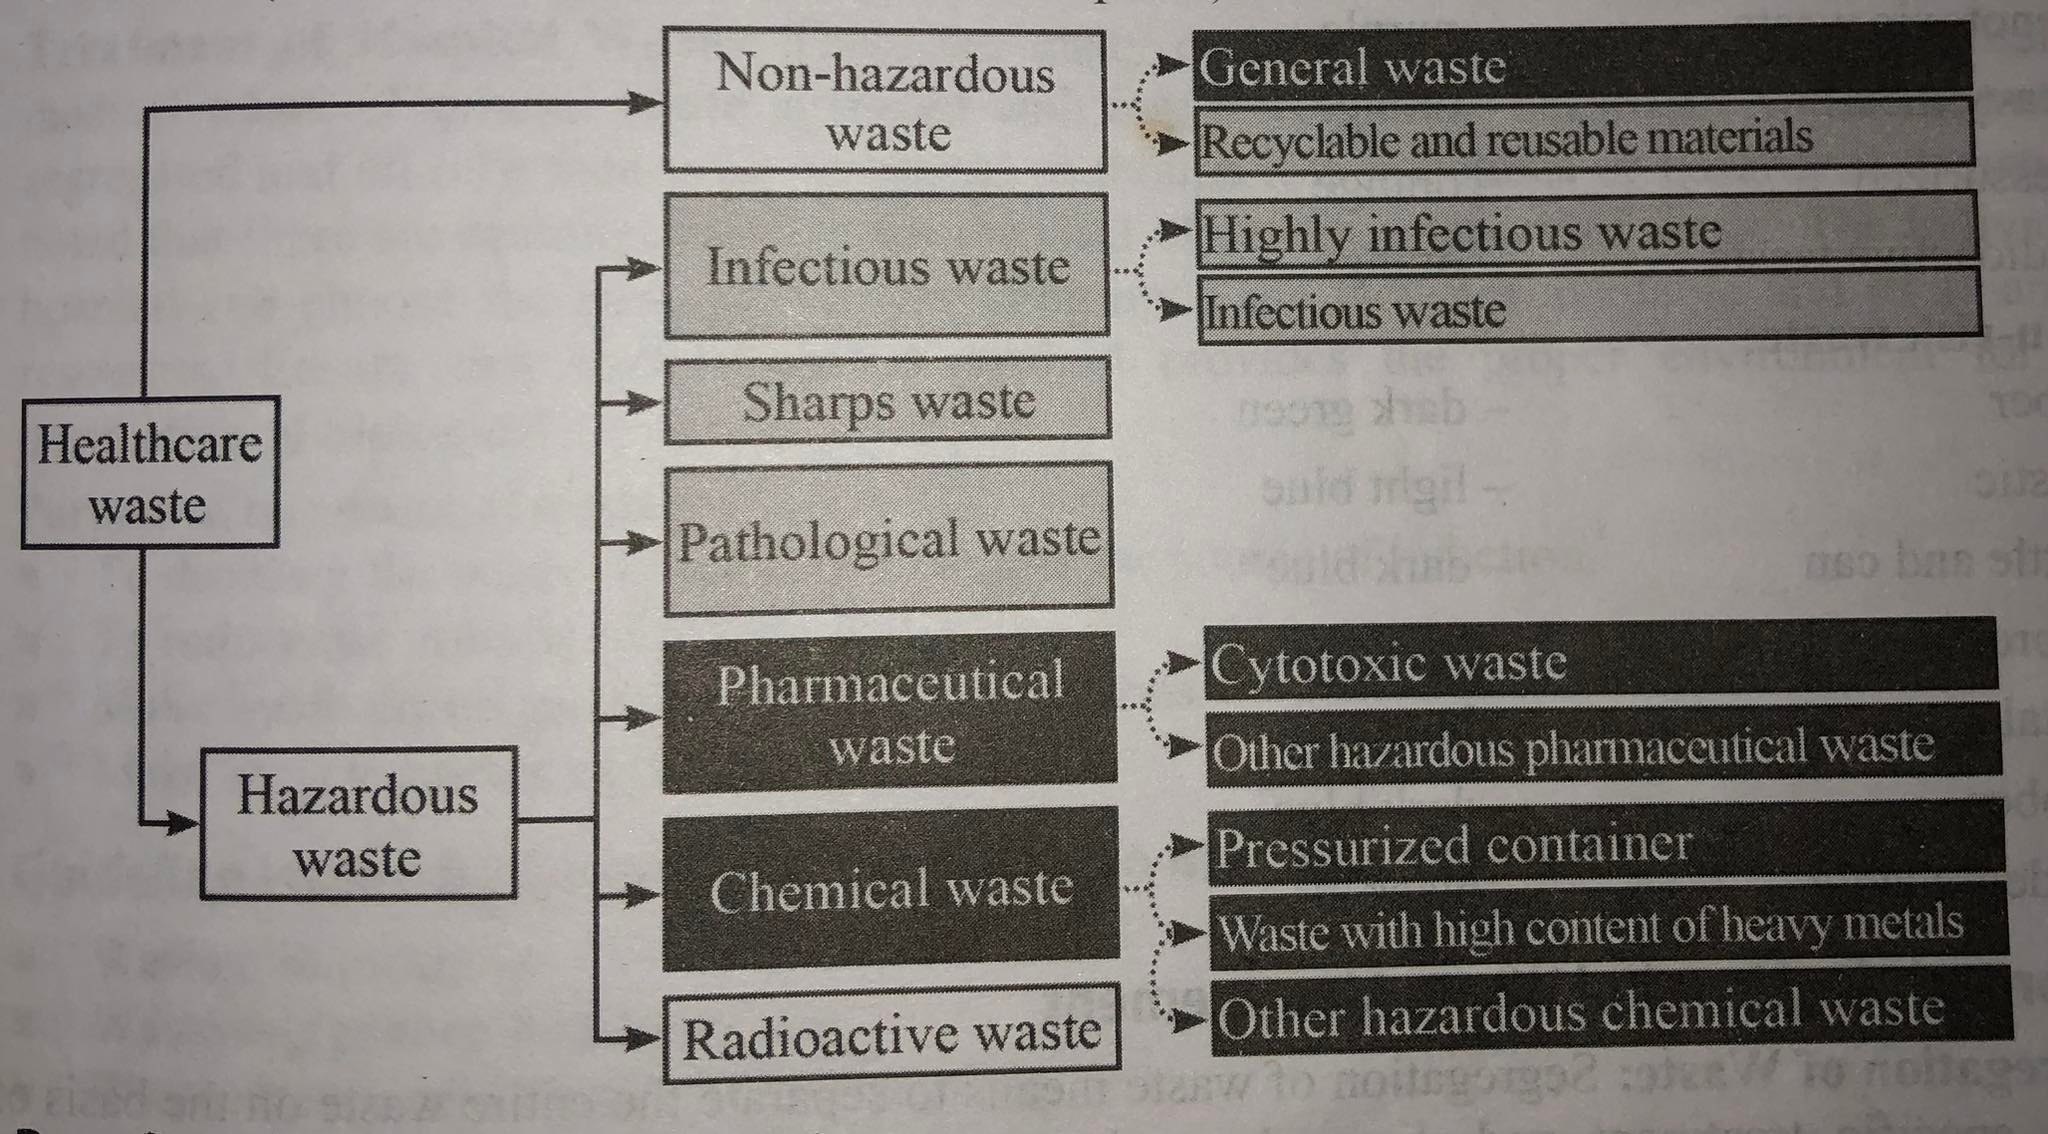 Non-hazardous
waste
General waste
Recyclable and reusable materials
Infectious waste
Highly infectious waste
Infectious waste
Sharps waste
Healthcare
waste
Pathological waste
Pharmaceutical
waste
Cytotoxic waste
Other hazardous pharmaceutical waste
Hazardous
waste
Chemical waste
Pressurized container
Waste with high content of heavy metals
Other hazardous chemical waste
Radioactive waste